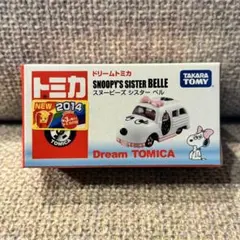 トミカ
ドリームトミカ
SNOOPY'S SISTER BELLE
スヌーピーズ シスター ベル
TAKARA
TOMY
NEW
2014
TOMICA
Dream TOMICA